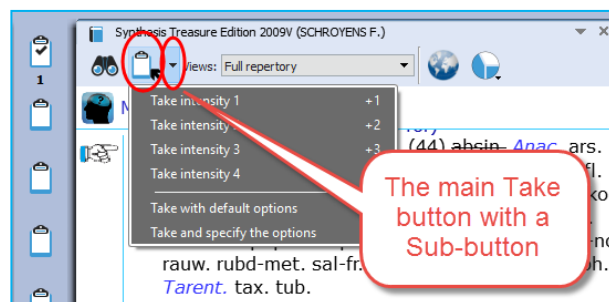 Synthesis Treasure Edition 2009V (SCHROYENS F.)
Views: Full repertory
1
Take intensity 1 +1
M
Take intensity +2
Take intensity 3 +3
(44) absin. Anac. ars.
Take intensity 4
fl.
The main Take
button with a
Sub-button
Take with default options
Take and specify the options
rauw. rubd-met. sal-fr.
Tarent. tax. tub.